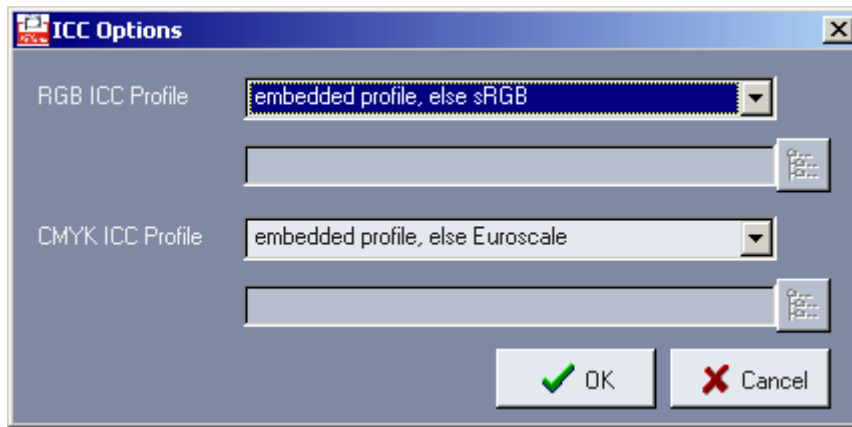 ICC Options
RGB ICC Profile embedded profile, else sRGB
CMYK ICC Profile embedded profile, else Euroscale
OK Cancel